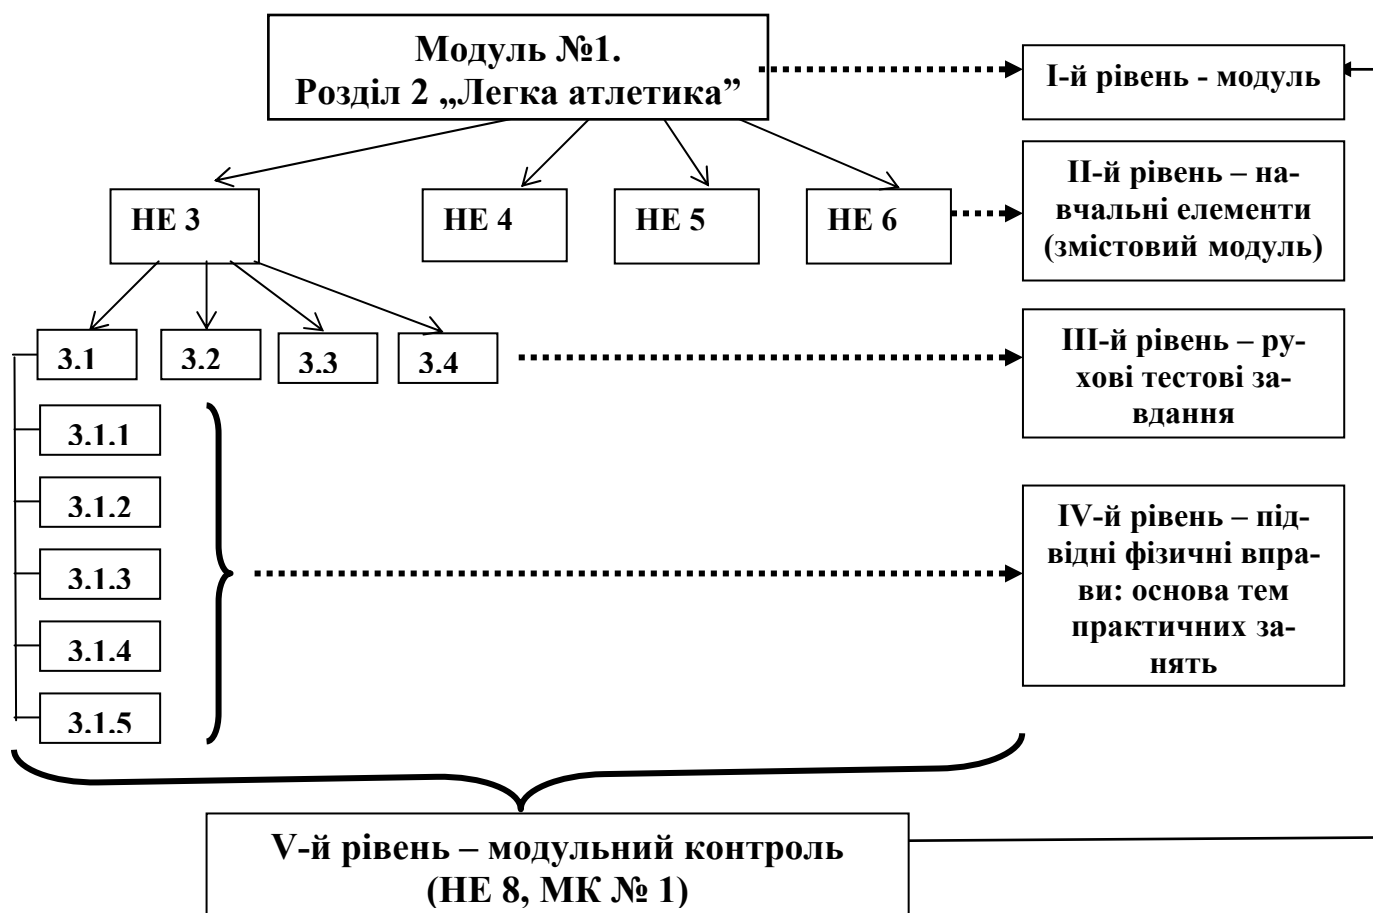 Модуль №1.
Розділ 2 „Легка атлетика”
І-й рівень - модуль
ІІ-й рівень – на-
вчальні елементи
(змістовий модуль)
НЕ 3
НЕ 4
НЕ 5
НЕ 6
3.1
3.2
3.3
3.4
ІІІ-й рівень – ру-
хові тестові за-
вдання
3.1.1
3.1.2
3.1.3
3.1.4
3.1.5
IV-й рівень – під-
відні фізичні впра-
ви: основа тем
практичних за-
нять
V-й рівень – модульний контроль
(НЕ 8, МК № 1)